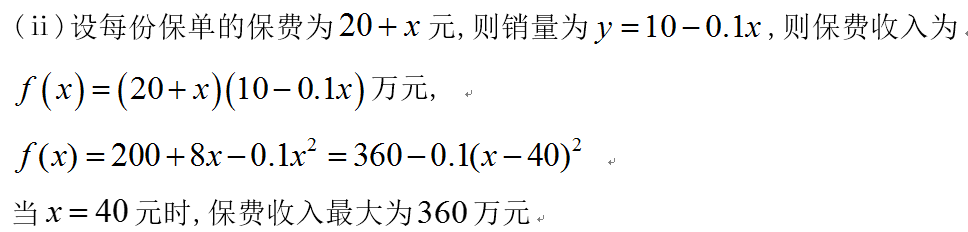 (ii)设每份保单的保费为20+x元,则销量为y=10−0.1x,则保费收入为
f(x)=(20+x)(10−0.1x)万元,
f(x)=200+8x−0.1x²=360−0.1(x−40)²
当x=40元时,保费收入最大为360万元